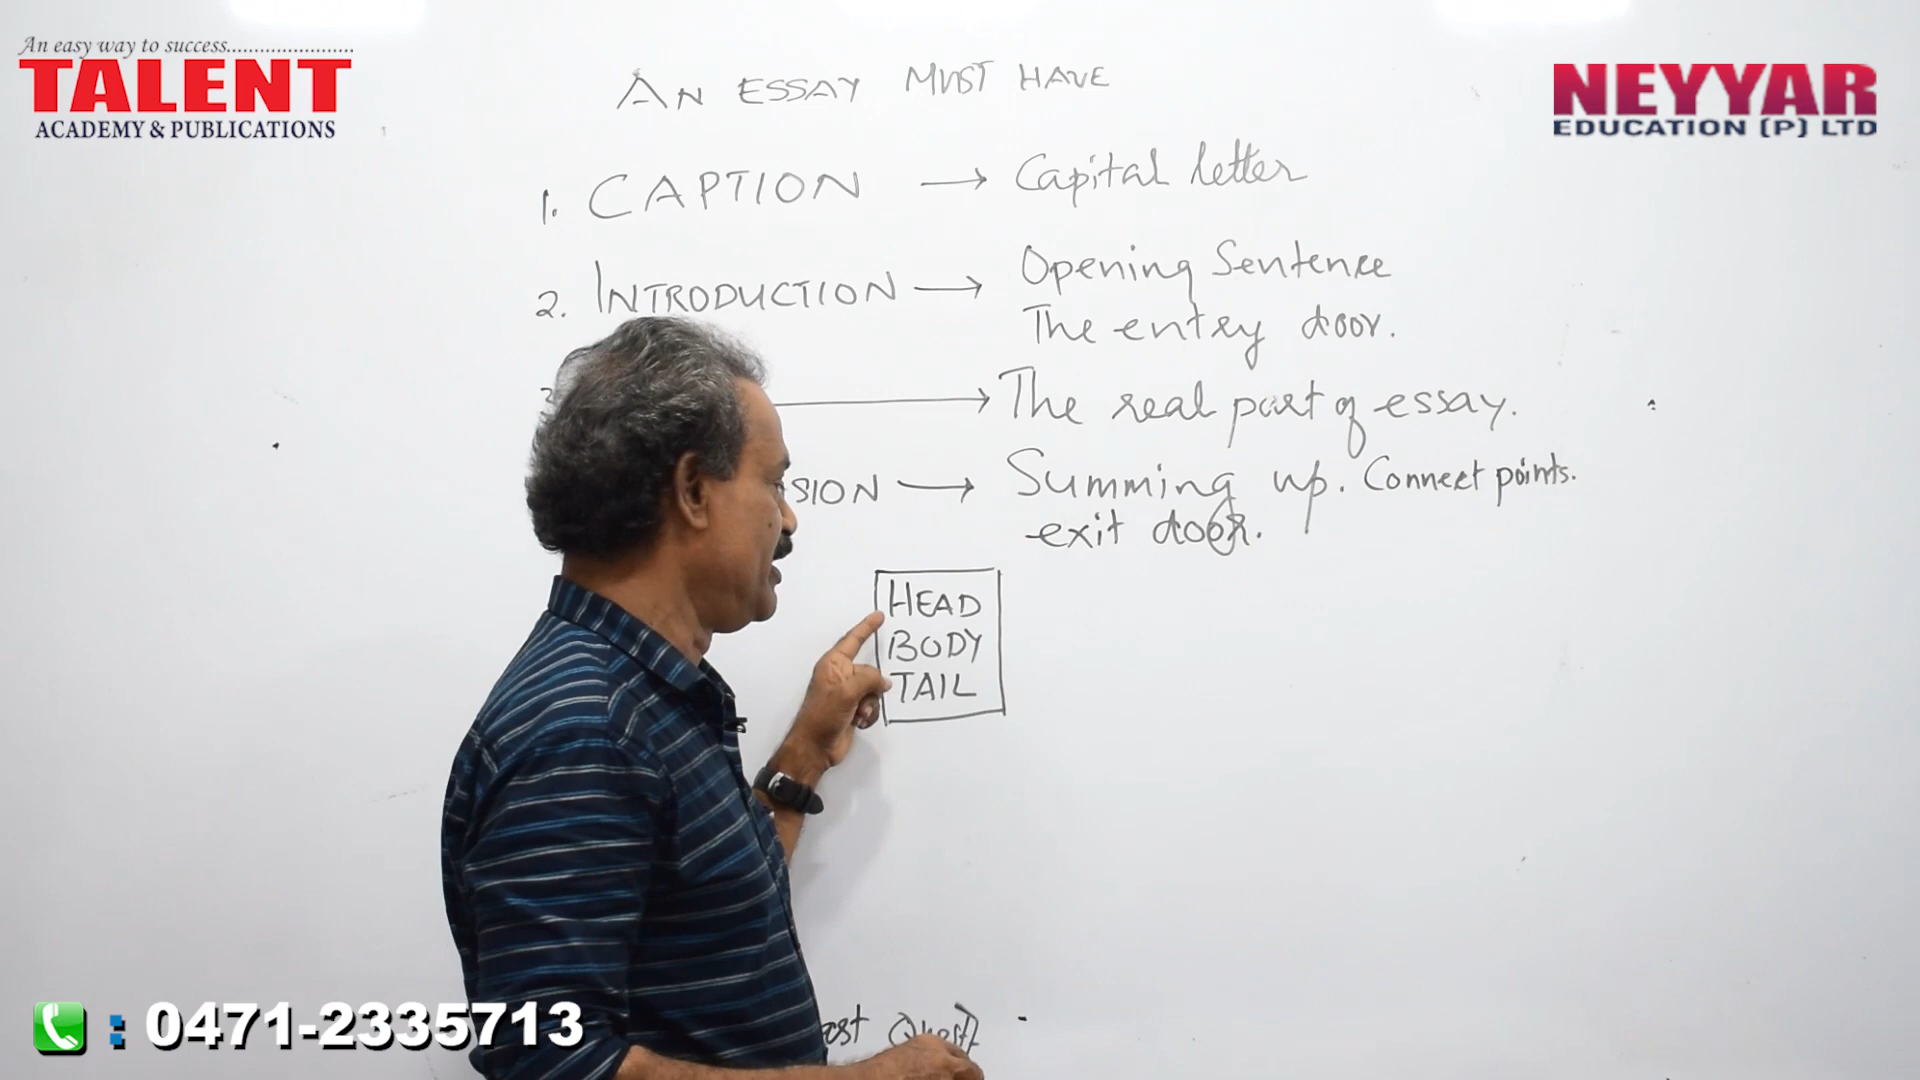 An easy way to success.......................
TALENT
ACADEMY & PUBLICATIONS
NEYYAR
EDUCATION (P) LTD
AN ESSAY MUST HAVE
1. CAPTION → Capital letter
2. INTRODUCTION → Opening Sentence
The entry door.
→ The real part of essay.
SION → Summing up. Connect points.
exit door.
HEAD
BODY
TAIL
: 0471-2335713